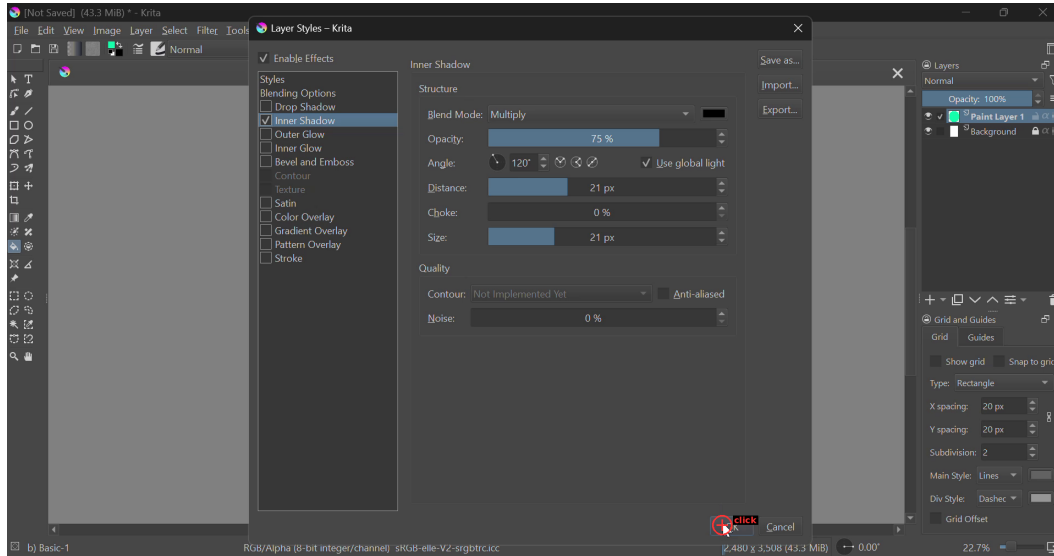 [Not Saved] (43.3 MiB) * - Krita
File Edit View Image Layer Select Filter Tools
Normal
Layer Styles – Krita
Enable Effects
Styles
Blending Options
Drop Shadow
Inner Shadow
Outer Glow
Inner Glow
Bevel and Emboss
Contour
Texture
Satin
Color Overlay
Gradient Overlay
Pattern Overlay
Stroke
Inner Shadow
Structure
Blend Mode: Multiply
Opacity: 75 %
Angle: 120° Use global light
Distance: 21 px
Choke: 0 %
Size: 21 px
Quality
Contour: Not Implemented Yet Anti-aliased
Noise: 0 %
Save as...
Import...
Export...
click
Cancel
Layers
Normal
Opacity: 100%
Paint Layer 1
Background
Grid and Guides
Grid Guides
Show grid Snap to grid
Type: Rectangle
X spacing: 20 px
Y spacing: 20 px
Subdivision: 2
Main Style: Lines
Div Style: Dashec
Grid Offset
b) Basic-1
RGB/Alpha (8-bit integer/channel) sRGB-elle-V2-srgbtrc.icc
2,480 x 3,508 (43.3 MiB)
0.00°
22.7%